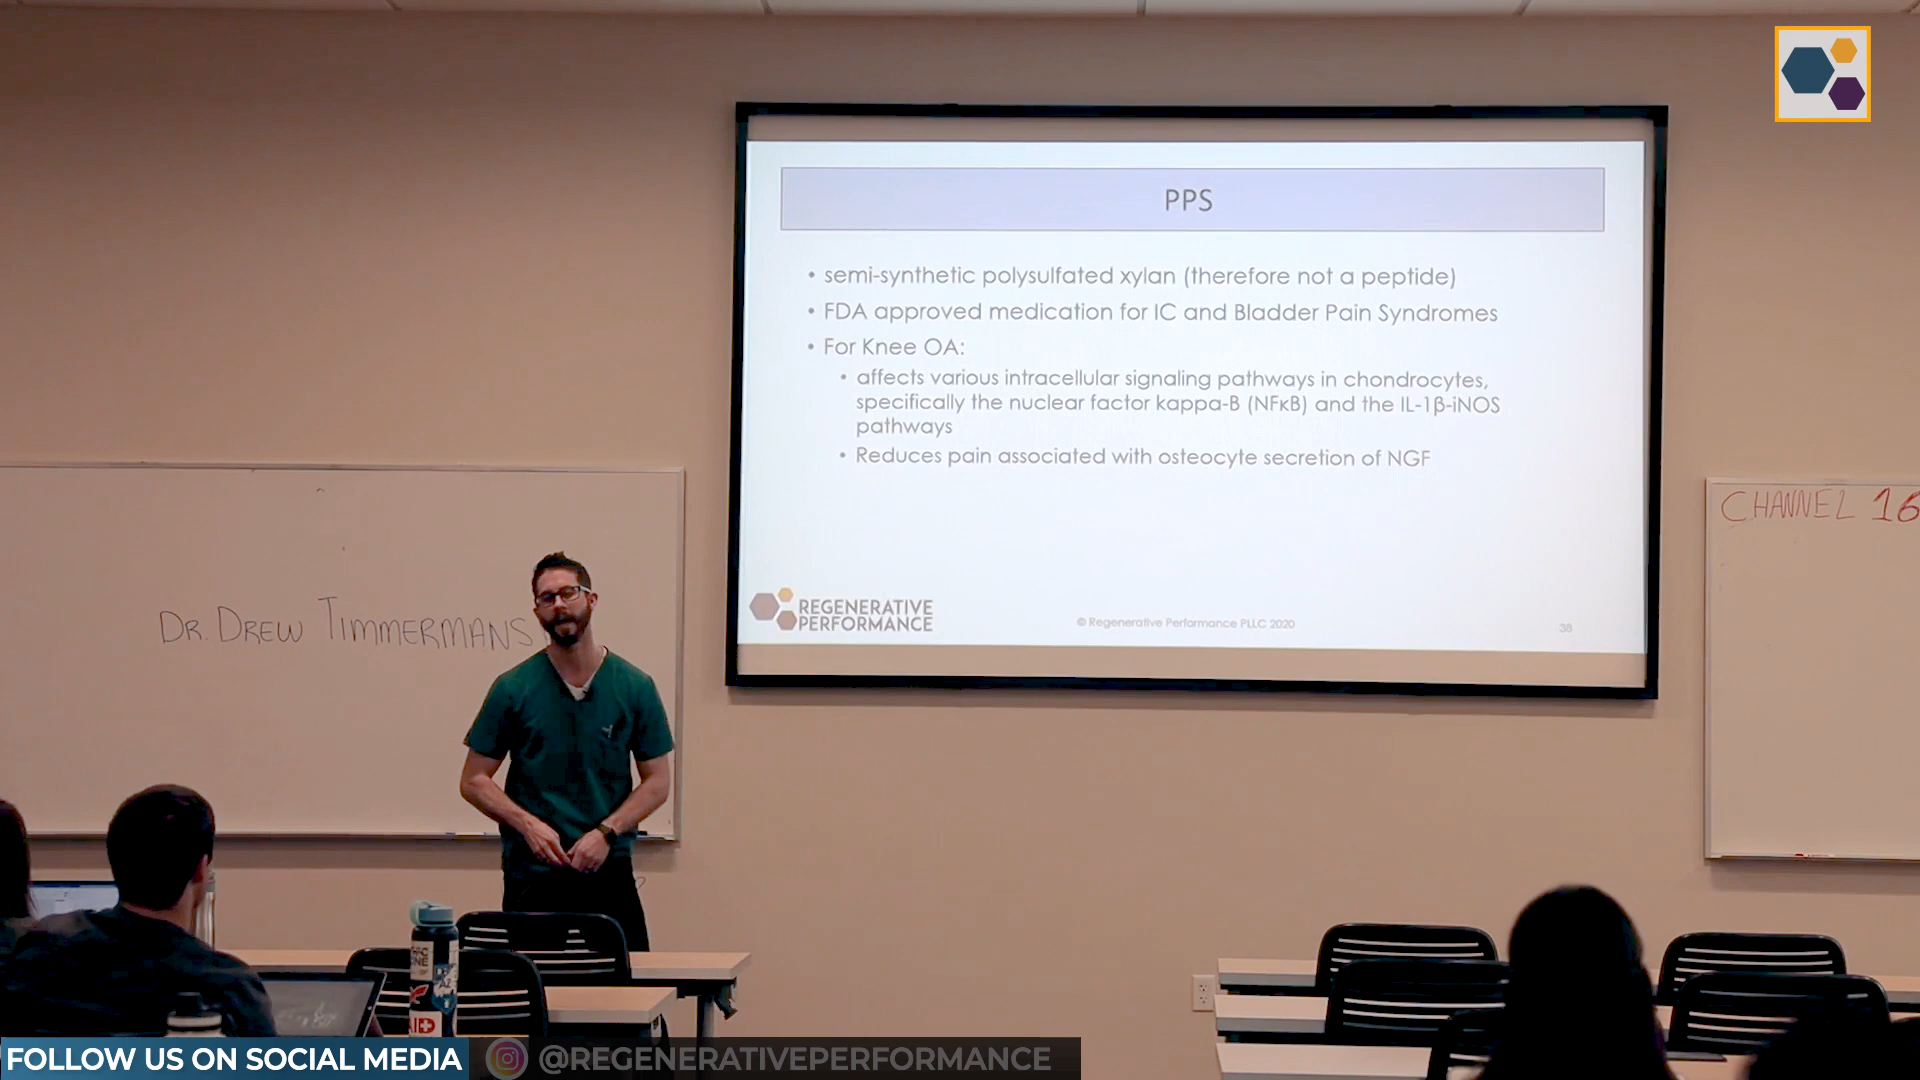 PPS
• semi-synthetic polysulfated xylan (therefore not a peptide)
• FDA approved medication for IC and Bladder Pain Syndromes
• For Knee OA:
• affects various intracellular signaling pathways in chondrocytes,
specifically the nuclear factor kappa-B (NFκB) and the IL-1β-iNOS
pathways
• Reduces pain associated with osteocyte secretion of NGF
REGENERATIVE
PERFORMANCE
© Regenerative Performance PLLC 2020
38
CHANNEL 16
DR. DREW TIMMERMANS
FOLLOW US ON SOCIAL MEDIA
@REGENERATIVEPERFORMANCE